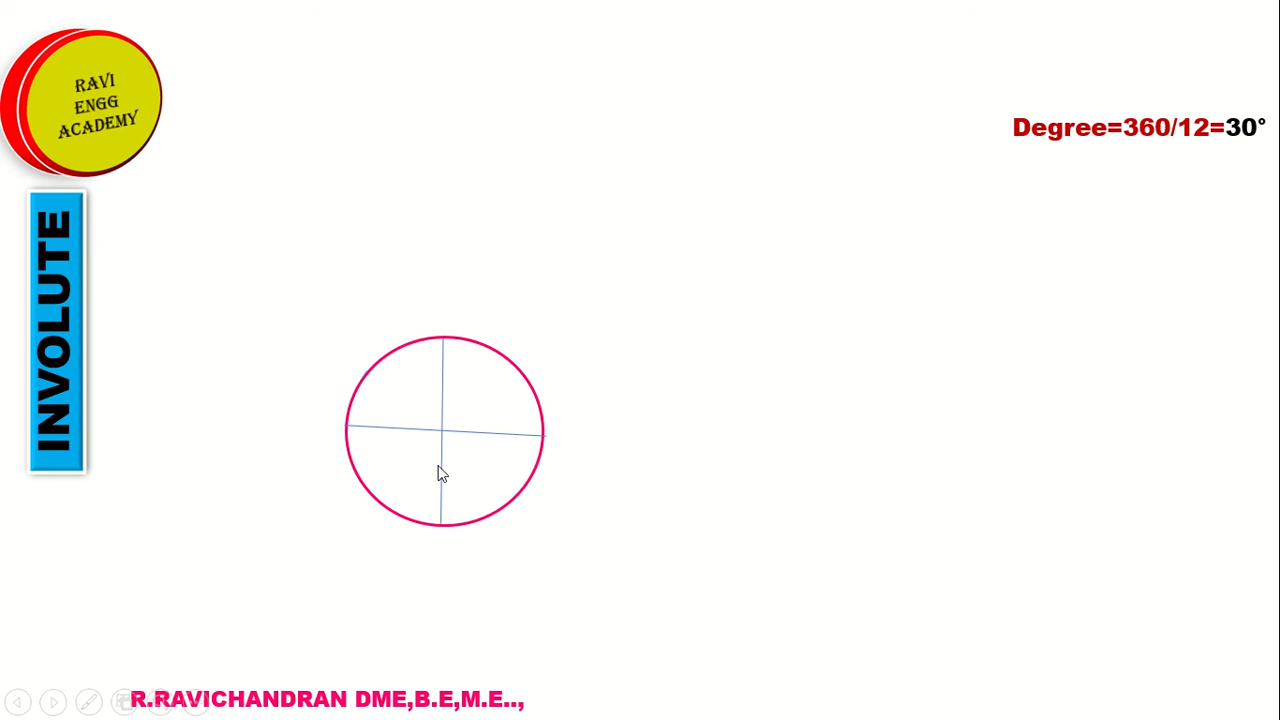 RAVI
ENGG
ACADEMY
Degree=360/12=30°
INVOLUTE
R.RAVICHANDRAN DME,B.E,M.E..,